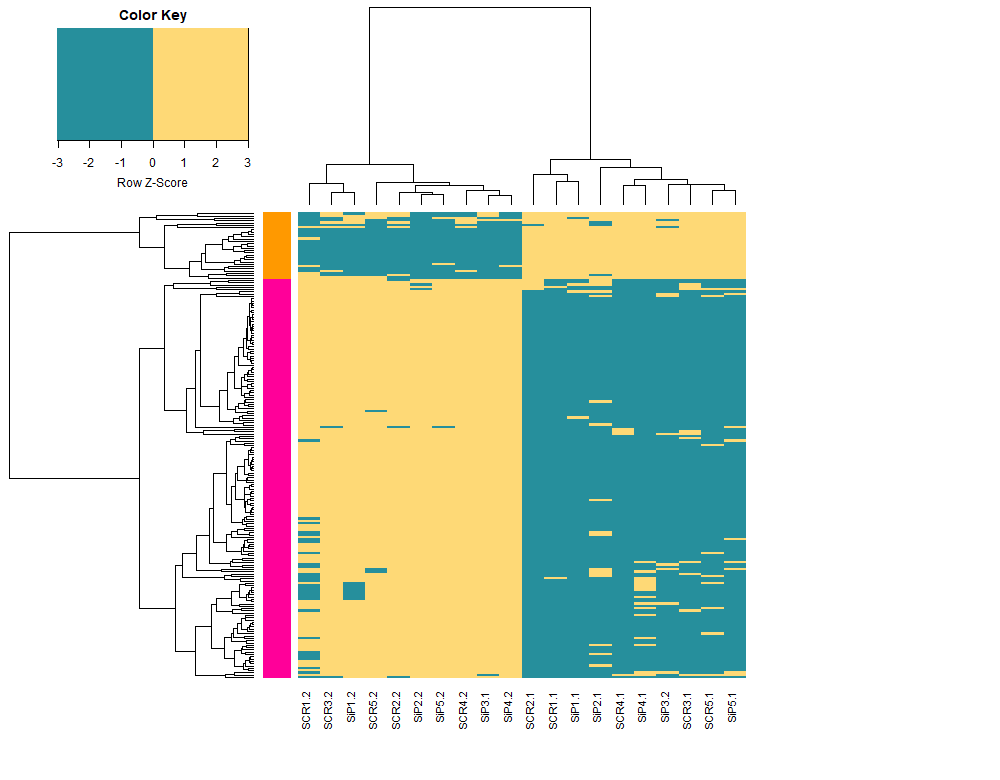 Color Key
-3 -2 -1 0 1 2 3
Row Z-Score
SCR1.2 SCR3.2 SIP1.2 SCR5.2 SCR2.2 SIP2.2 SIP5.2 SCR4.2 SIP3.1 SIP4.2 SCR2.1 SCR1.1 SIP1.1 SIP2.1 SCR4.1 SIP4.1 SIP3.2 SCR3.1 SCR5.1 SIP5.1